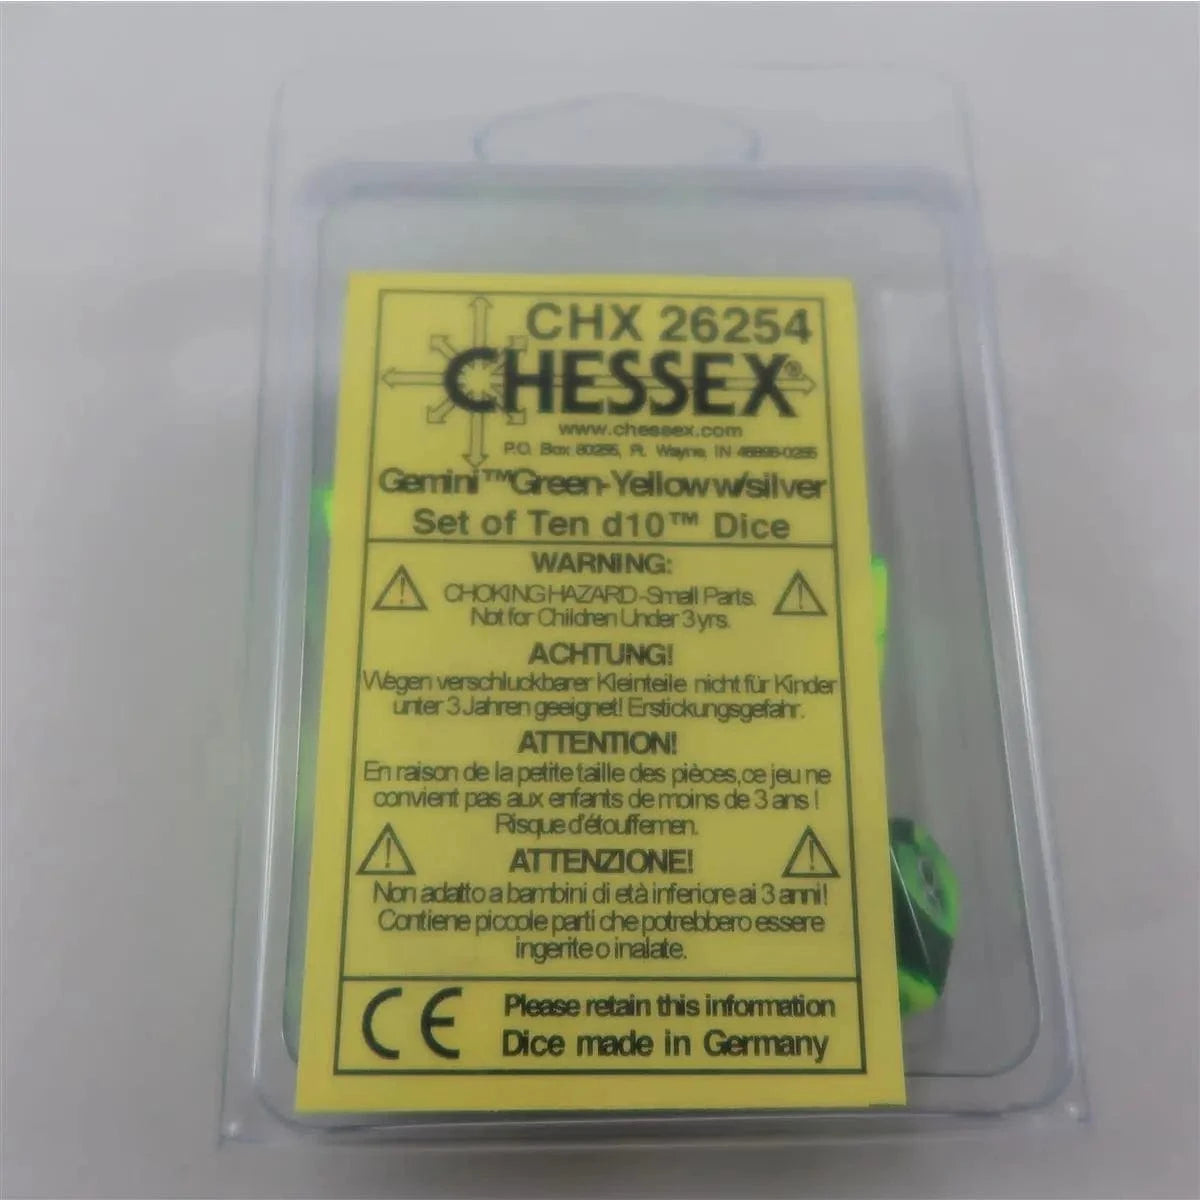 CHX 26254
CHESSEX®
www.chessex.com
P.O. Box 80255, Ft. Wayne, IN 46898-0255
Gemini™Green-Yellow w/silver
Set of Ten d10™ Dice
WARNING:
CHOKING HAZARD-Small Parts.
Not for Children Under 3 yrs.
ACHTUNG!
Wegen verschluckbarer Kleinteile nicht für Kinder
unter 3 Jahren geeignet! Erstickungsgefahr.
ATTENTION!
En raison de la petite taille des pièces, ce jeu ne
convient pas aux enfants de moins de 3 ans !
Risque d'étouffemen.
ATTENZIONE!
Non adatto a bambini di età inferiore ai 3 anni!
Contiene piccole parti che potrebbero essere
ingerite o inalate.
CE
Please retain this information
Dice made in Germany